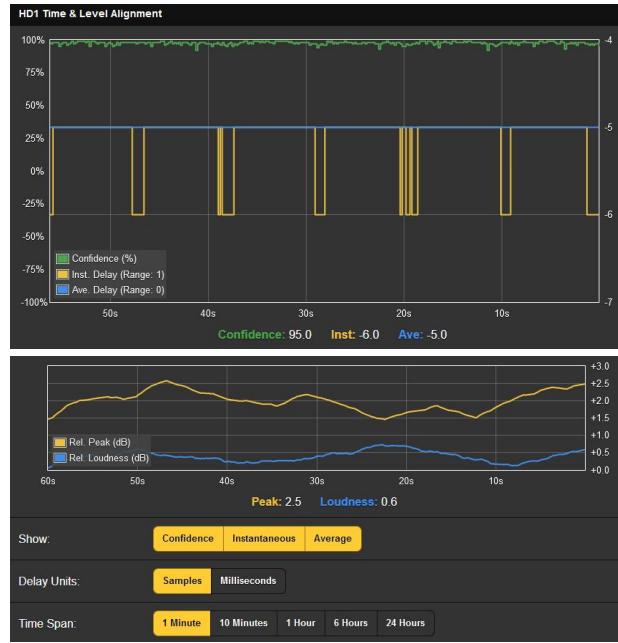 HD1 Time & Level Alignment
100% -4
75%
50%
25% -5
0%
-25%
-50% -6
-75%
-100% -7
Confidence (%)
Inst. Delay (Range: 1)
Ave. Delay (Range: 0)
50s 40s 30s 20s 10s
Confidence: 95.0 Inst: -6.0 Ave: -5.0
+3.0
+2.5
+2.0
+1.5
+1.0
+0.5
+0.0
Rel. Peak (dB)
Rel. Loudness (dB)
60s 50s 40s 30s 20s 10s
Peak: 2.5 Loudness: 0.6
Show: Confidence Instantaneous Average
Delay Units: Samples Milliseconds
Time Span: 1 Minute 10 Minutes 1 Hour 6 Hours 24 Hours